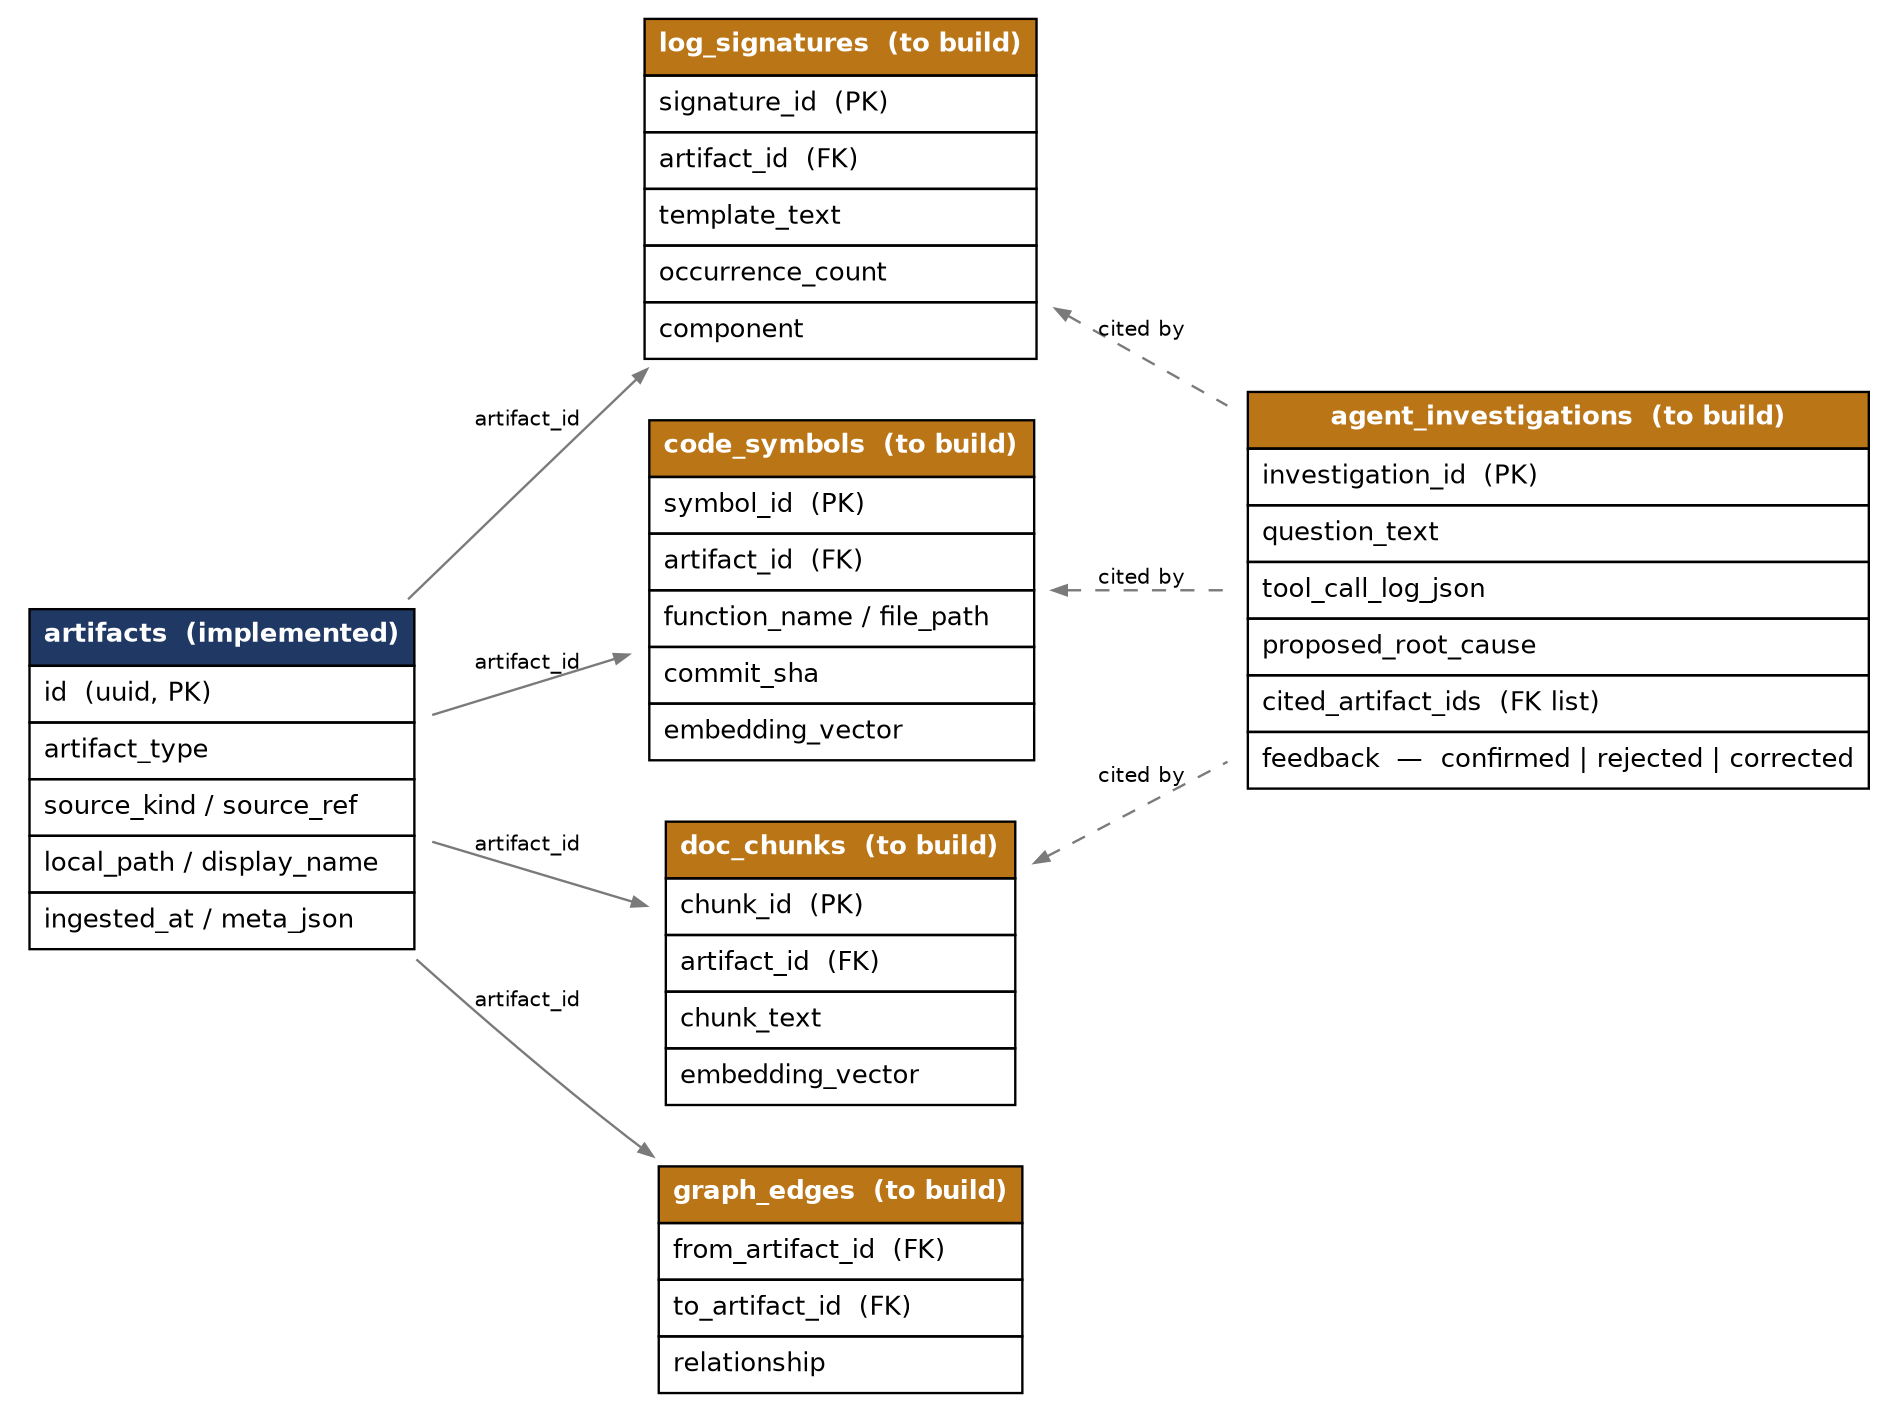 log_signatures (to build)
signature_id (PK)
artifact_id (FK)
template_text
occurrence_count
component
artifact_id
cited by
code_symbols (to build)
symbol_id (PK)
artifact_id (FK)
function_name / file_path
commit_sha
embedding_vector
artifact_id
cited by
agent_investigations (to build)
investigation_id (PK)
question_text
tool_call_log_json
proposed_root_cause
cited_artifact_ids (FK list)
feedback — confirmed | rejected | corrected
artifacts (implemented)
id (uuid, PK)
artifact_type
source_kind / source_ref
local_path / display_name
ingested_at / meta_json
artifact_id
cited by
doc_chunks (to build)
chunk_id (PK)
artifact_id (FK)
chunk_text
embedding_vector
artifact_id
graph_edges (to build)
from_artifact_id (FK)
to_artifact_id (FK)
relationship